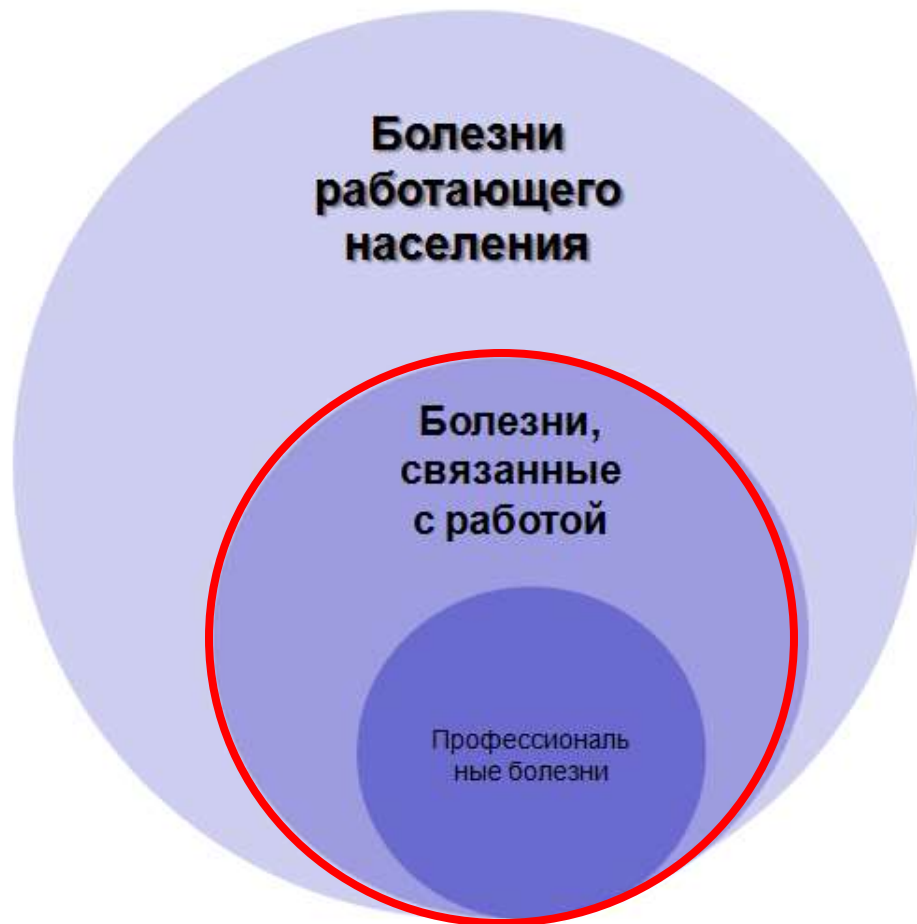 Болезни
работающего
населения
Болезни,
связанные
с работой
Профессиональ
ные болезни